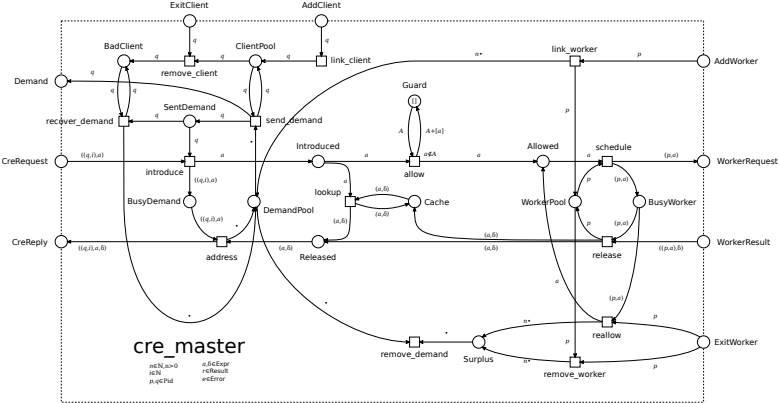 ExitClient
AddClient
q
q
BadClient
ClientPool
link_worker
n•
p
AddWorker
q
q
q
link_client
remove_client
Demand
q
q
q
q
q
Guard
[]
SentDemand
p
recover_demand
q
q
send_demand
A
A+[a]
•
q
Introduced
a∉A
Allowed
schedule
CreRequest
((q,i),a)
a
a
a
a
(p,a)
WorkerRequest
introduce
allow
((q,i),a)
a
p
(p,a)
lookup
(a,δ)
BusyDemand
DemandPool
Cache
WorkerPool
BusyWorker
(a,δ)
((q,i),a)
•
(a,δ)
p
(p,a)
(a,δ)
CreReply
WorkerResult
((q,i),a,δ)
address
(a,δ)
Released
(a,δ)
release
((p,a),δ)
a
(p,a)
•
•
n•
p
reallow
•
cre_master
remove_demand
Surplus
p
ExitWorker
n•
p
remove_worker
n∈N,n>0
i∈N
p,q∈Pid
a,δ∈Expr
r∈Result
e∈Error